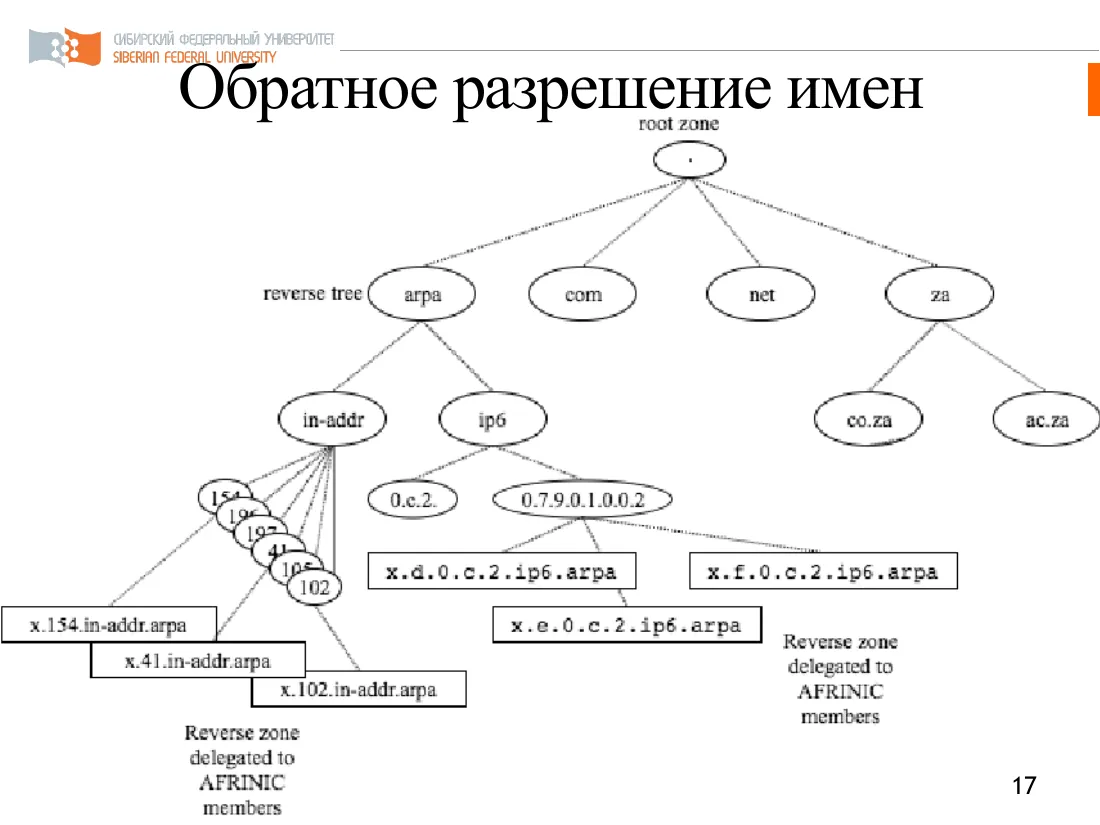 СИБИРСКИЙ ФЕДЕРАЛЬНЫЙ УНИВЕРСИТЕТ
SIBERIAN FEDERAL UNIVERSITY
Обратное разрешение имен
root zone
.
reverse tree
arpa
com
net
za
in-addr
ip6
co.za
ac.za
154
196
197
41
105
102
0.c.2.
0.7.9.0.1.0.0.2
x.d.0.c.2.ip6.arpa
x.f.0.c.2.ip6.arpa
x.e.0.c.2.ip6.arpa
x.154.in-addr.arpa
x.41.in-addr.arpa
x.102.in-addr.arpa
Reverse zone
delegated to
AFRINIC
members
Reverse zone
delegated to
AFRINIC
members
17